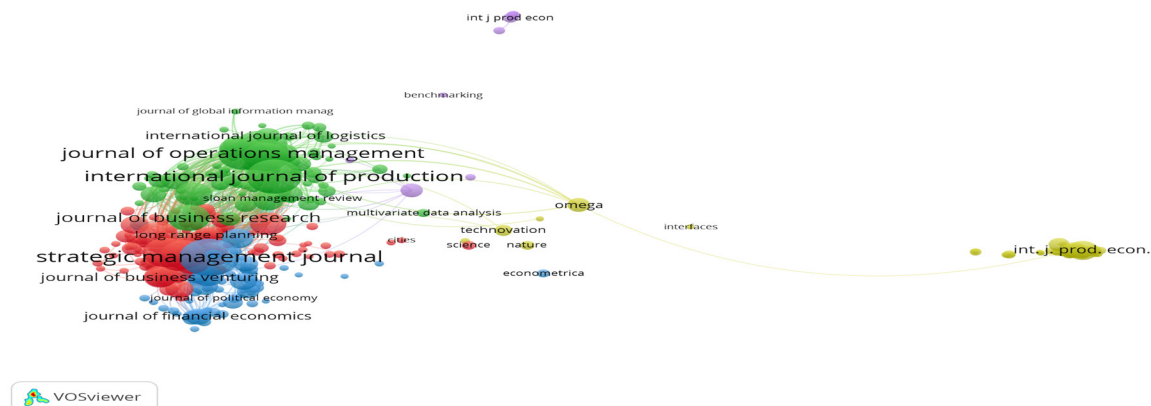 int j prod econ
benchmarking
journal of global information manag
international journal of logistics
journal of operations management
international journal of production
sloan management review
omega
multivariate data analysis
journal of business research
interfaces
technovation
long range planning
cities
science
nature
int. j. prod. econ.
strategic management journal
econometrica
journal of business venturing
journal of political economy
journal of financial economics
VOSviewer